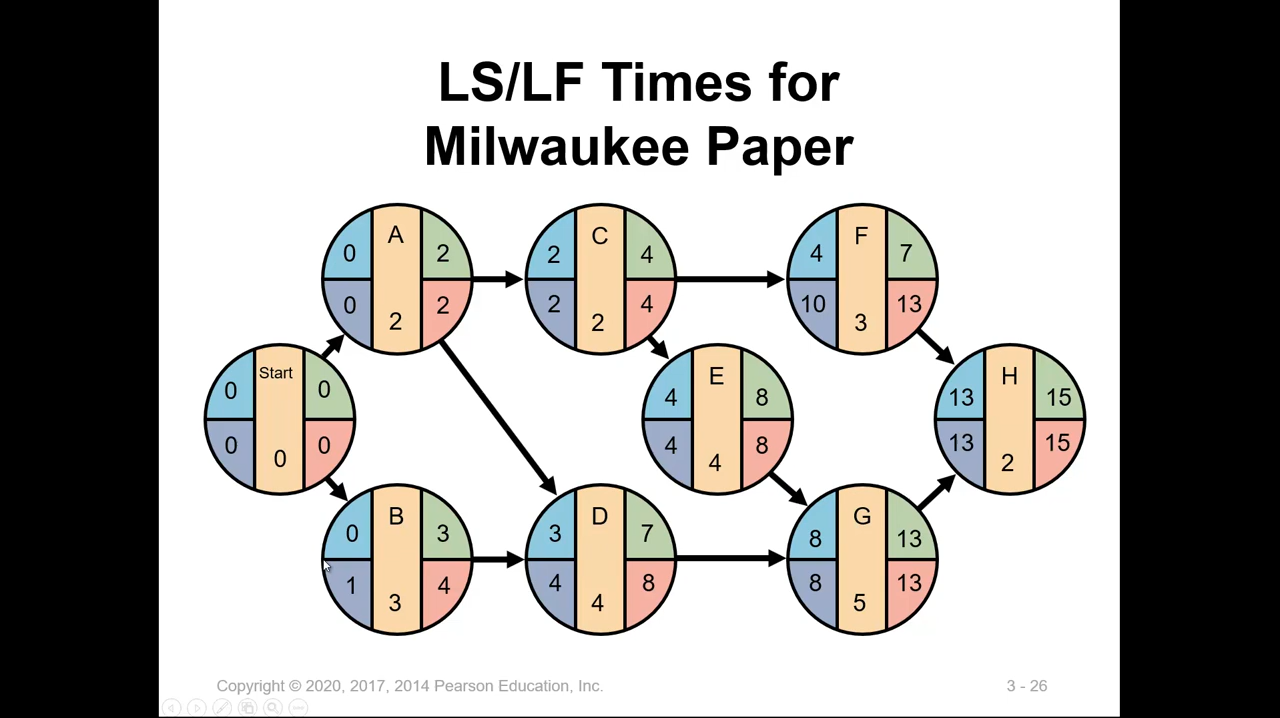 LS/LF Times for
Milwaukee Paper
A
0 2
0 2
2
C
2 4
2 4
2
F
4 7
10 13
3
Start
0 0
0 0
0
E
4 8
4 8
4
H
13 15
13 15
2
B
0 3
1 4
3
D
3 7
4 8
4
G
8 13
8 13
5
Copyright © 2020, 2017, 2014 Pearson Education, Inc.
3 - 26